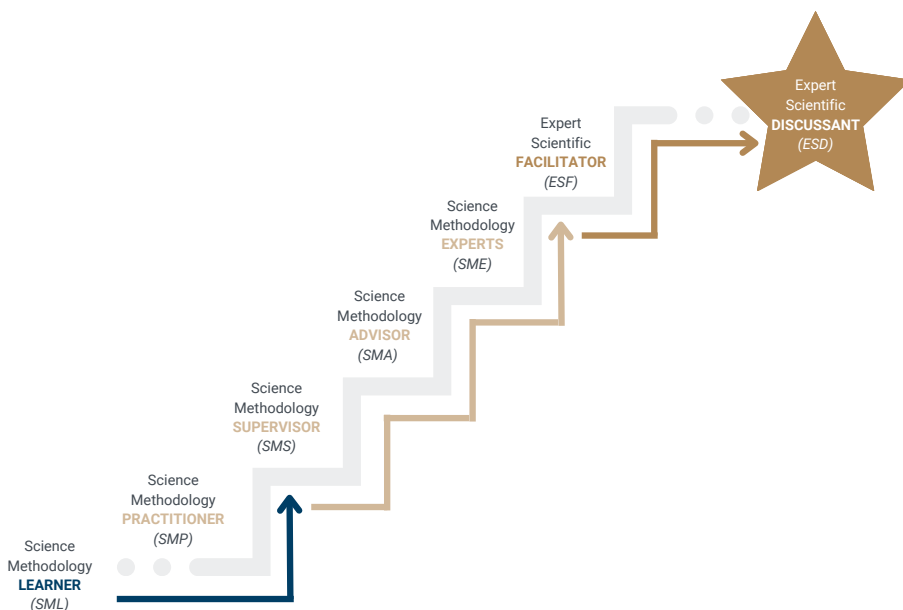 Expert
Scientific
DISCUSSANT
(ESD)
Expert
Scientific
FACILITATOR
(ESF)
Science
Methodology
EXPERTS
(SME)
Science
Methodology
ADVISOR
(SMA)
Science
Methodology
SUPERVISOR
(SMS)
Science
Methodology
PRACTITIONER
(SMP)
Science
Methodology
LEARNER
(SML)